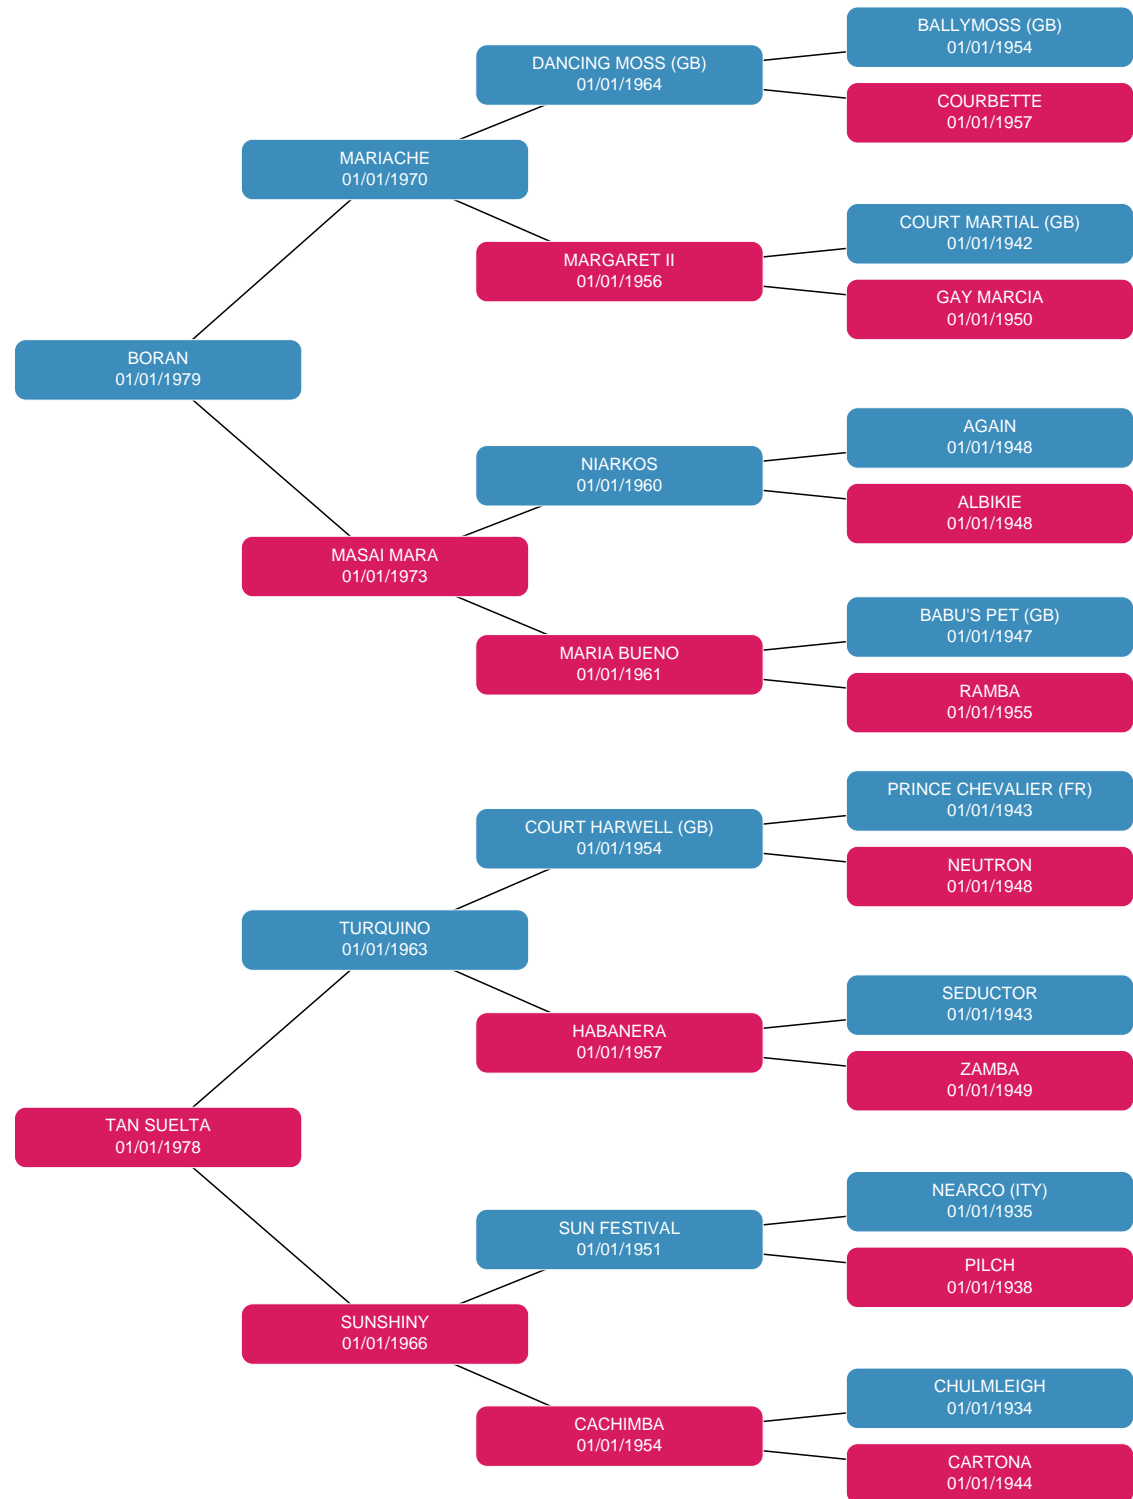 BALLYMOSS (GB)
01/01/1954
DANCING MOSS (GB)
01/01/1964
COURBETTE
01/01/1957
MARIACHE
01/01/1970
COURT MARTIAL (GB)
01/01/1942
MARGARET II
01/01/1956
GAY MARCIA
01/01/1950
BORAN
01/01/1979
AGAIN
01/01/1948
NIARKOS
01/01/1960
ALBIKIE
01/01/1948
MASAI MARA
01/01/1973
BABU'S PET (GB)
01/01/1947
MARIA BUENO
01/01/1961
RAMBA
01/01/1955
PRINCE CHEVALIER (FR)
01/01/1943
COURT HARWELL (GB)
01/01/1954
NEUTRON
01/01/1948
TURQUINO
01/01/1963
SEDUCTOR
01/01/1943
HABANERA
01/01/1957
ZAMBA
01/01/1949
TAN SUELTA
01/01/1978
NEARCO (ITY)
01/01/1935
SUN FESTIVAL
01/01/1951
PILCH
01/01/1938
SUNSHINY
01/01/1966
CHULMLEIGH
01/01/1934
CACHIMBA
01/01/1954
CARTONA
01/01/1944